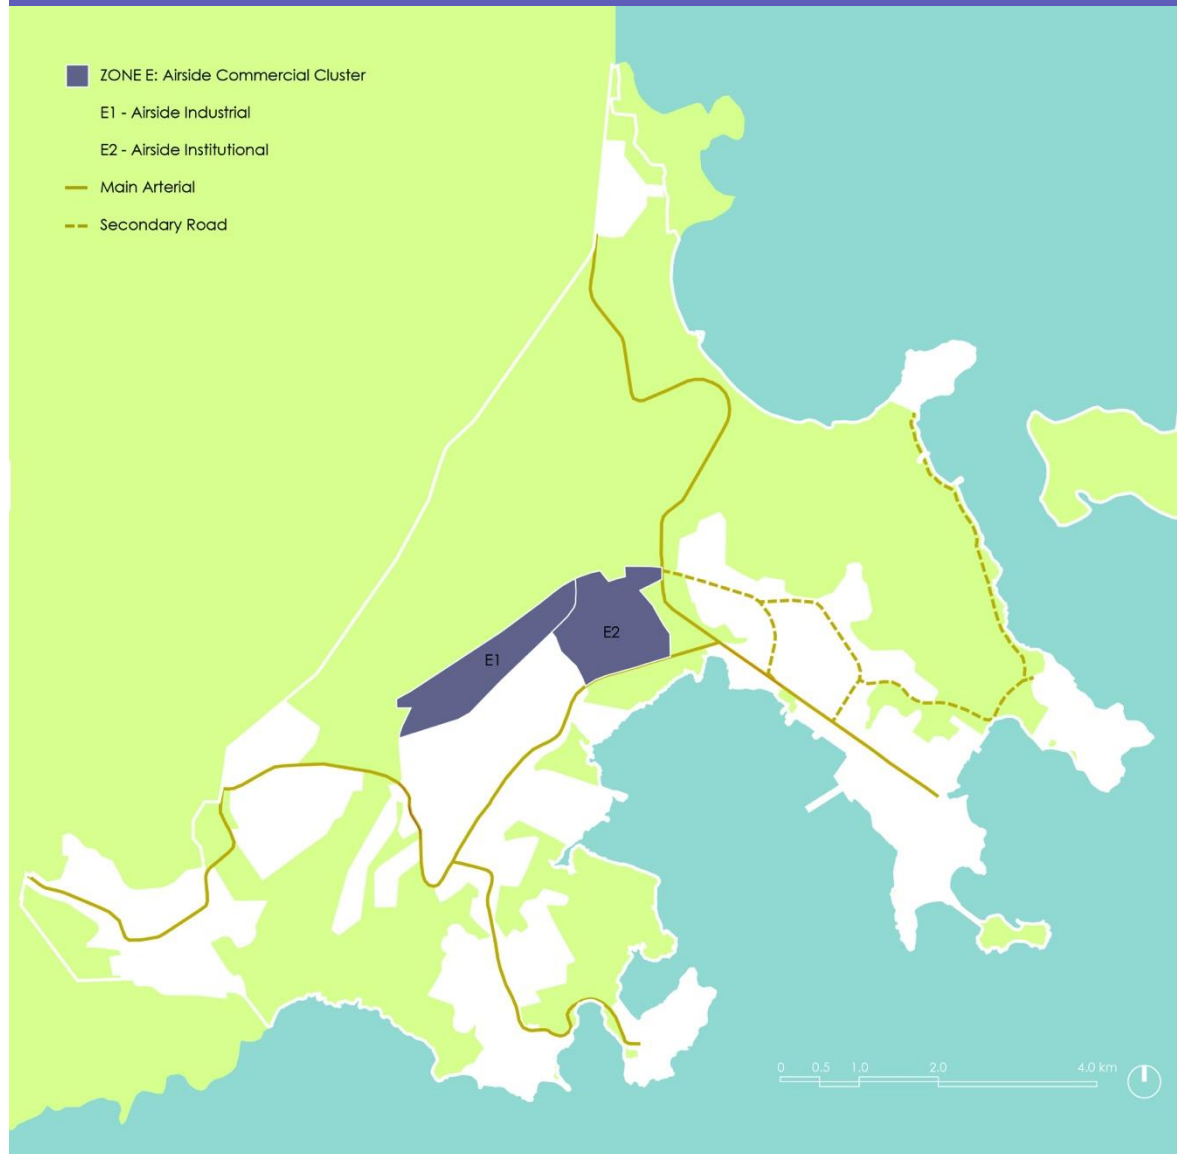 ZONE E: Airside Commercial Cluster
E1 - Airside Industrial
E2 - Airside Institutional
Main Arterial
Secondary Road
E2
E1
0 0.5 1.0 2.0 4.0 km